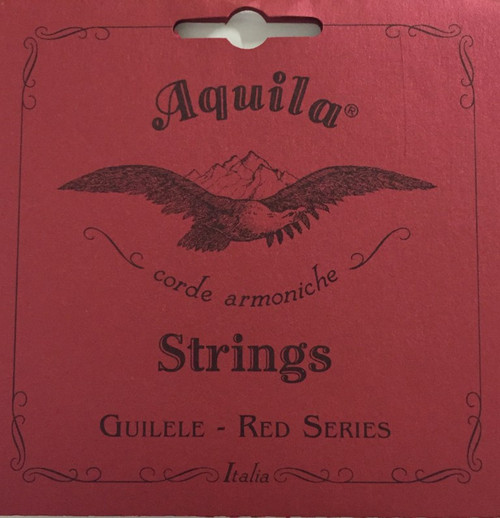 Aquila®
corde armoniche
Strings
Guilele - Red Series
Italia